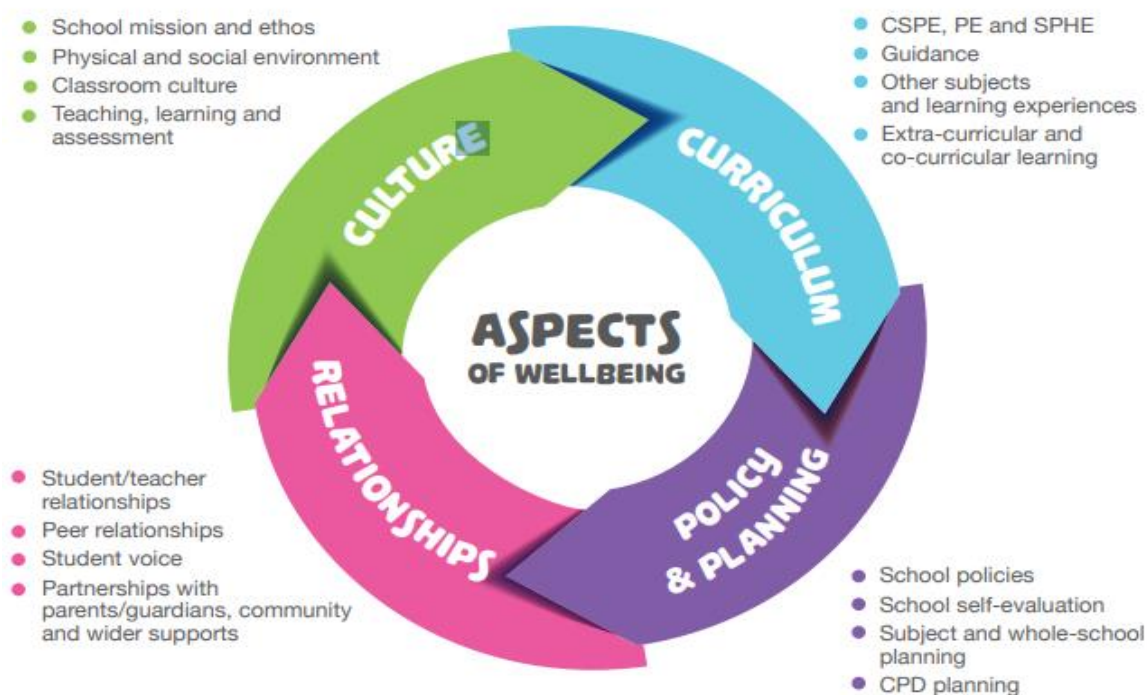 School mission and ethos
Physical and social environment
Classroom culture
Teaching, learning and
assessment
CSPE, PE and SPHE
Guidance
Other subjects
and learning experiences
Extra-curricular and
co-curricular learning
CULTURE
CURRICULUM
ASPECTS
OF WELLBEING
RELATIONSHIPS
POLICY
& PLANNING
Student/teacher
relationships
Peer relationships
Student voice
Partnerships with
parents/guardians, community
and wider supports
School policies
School self-evaluation
Subject and whole-school
planning
CPD planning